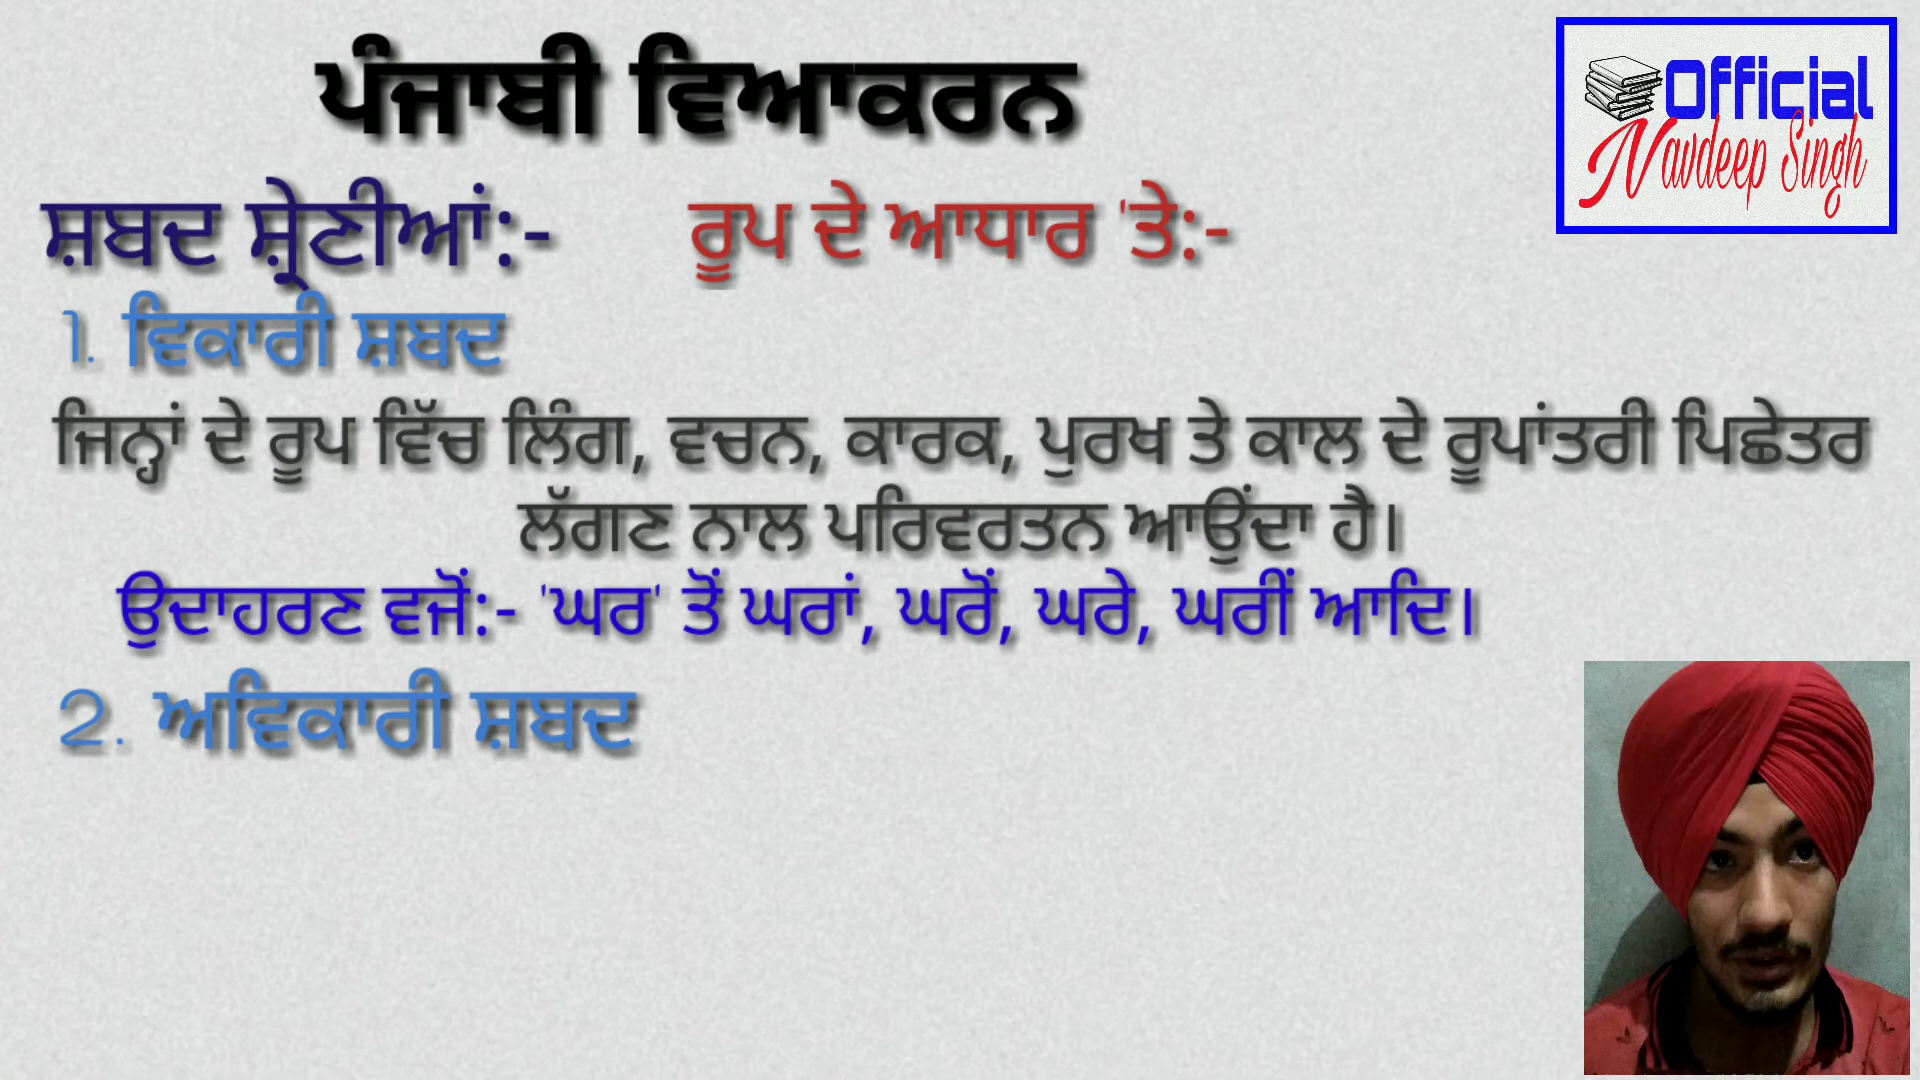 ਪੰਜਾਬੀ ਵਿਆਕਰਨ
Official
Navdeep Singh
ਸ਼ਬਦ ਸ਼੍ਰੇਣੀਆਂ:- ਰੂਪ ਦੇ ਆਧਾਰ 'ਤੇ:-
1. ਵਿਕਾਰੀ ਸ਼ਬਦ
ਜਿਨ੍ਹਾਂ ਦੇ ਰੂਪ ਵਿੱਚ ਲਿੰਗ, ਵਚਨ, ਕਾਰਕ, ਪੁਰਖ ਤੇ ਕਾਲ ਦੇ ਰੂਪਾਂਤਰੀ ਪਿਛੇਤਰ
ਲੱਗਣ ਨਾਲ ਪਰਿਵਰਤਨ ਆਉਂਦਾ ਹੈ।
ਉਦਾਹਰਣ ਵਜੋਂ:- 'ਘਰ' ਤੋਂ ਘਰਾਂ, ਘਰੋਂ, ਘਰੇ, ਘਰੀਂ ਆਦਿ।
2. ਅਵਿਕਾਰੀ ਸ਼ਬਦ